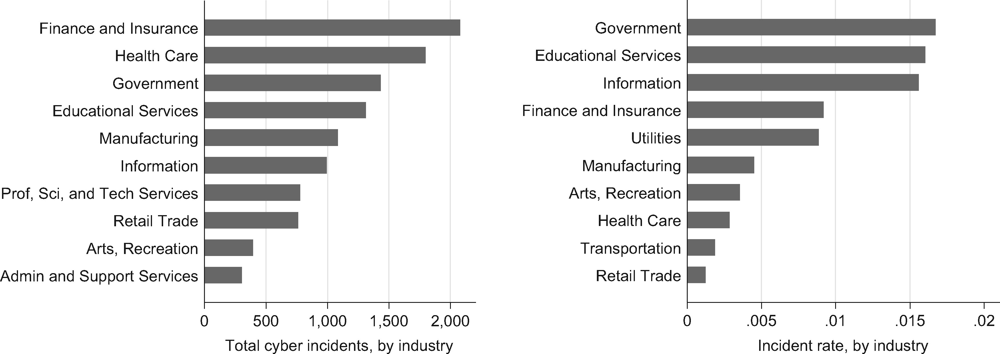 Finance and Insurance
Health Care
Government
Educational Services
Manufacturing
Information
Prof, Sci, and Tech Services
Retail Trade
Arts, Recreation
Admin and Support Services
0 500 1,000 1,500 2,000
Total cyber incidents, by industry
Government
Educational Services
Information
Finance and Insurance
Utilities
Manufacturing
Arts, Recreation
Health Care
Transportation
Retail Trade
0 .005 .01 .015 .02
Incident rate, by industry